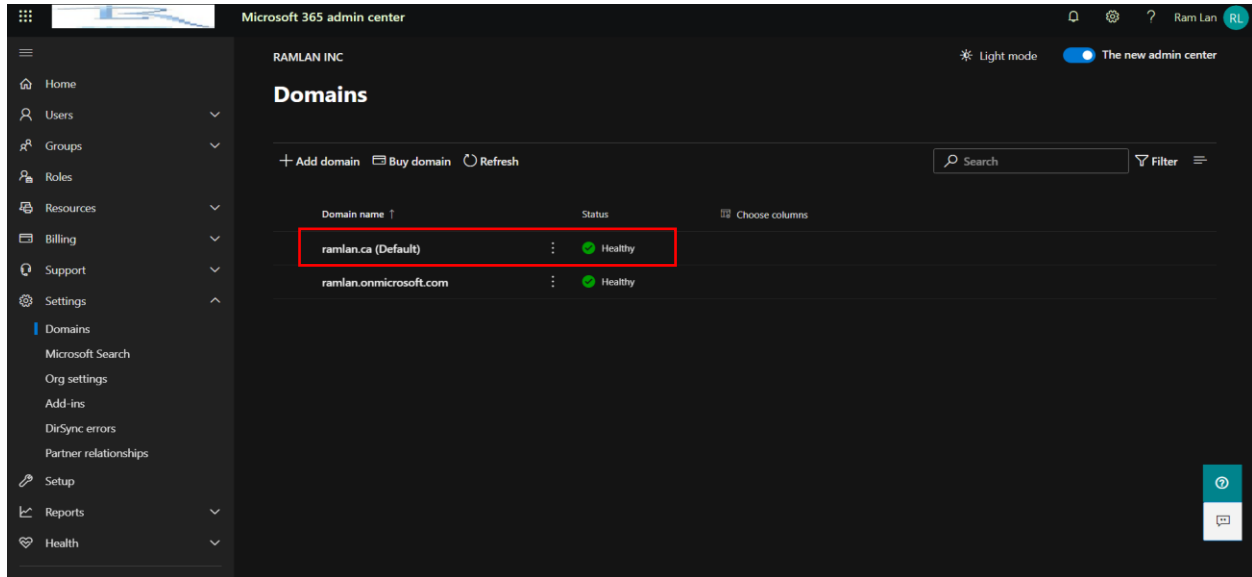 Microsoft 365 admin center
? Ram Lan RL
RAMLAN INC
Light mode The new admin center
Domains
Home
Users
Groups
Roles
Resources
Billing
Support
Settings
Domains
Microsoft Search
Org settings
Add-ins
DirSync errors
Partner relationships
Setup
Reports
Health
+ Add domain Buy domain Refresh
Search Filter
Domain name ↑ Status Choose columns
ramlan.ca (Default) Healthy
ramlan.onmicrosoft.com Healthy